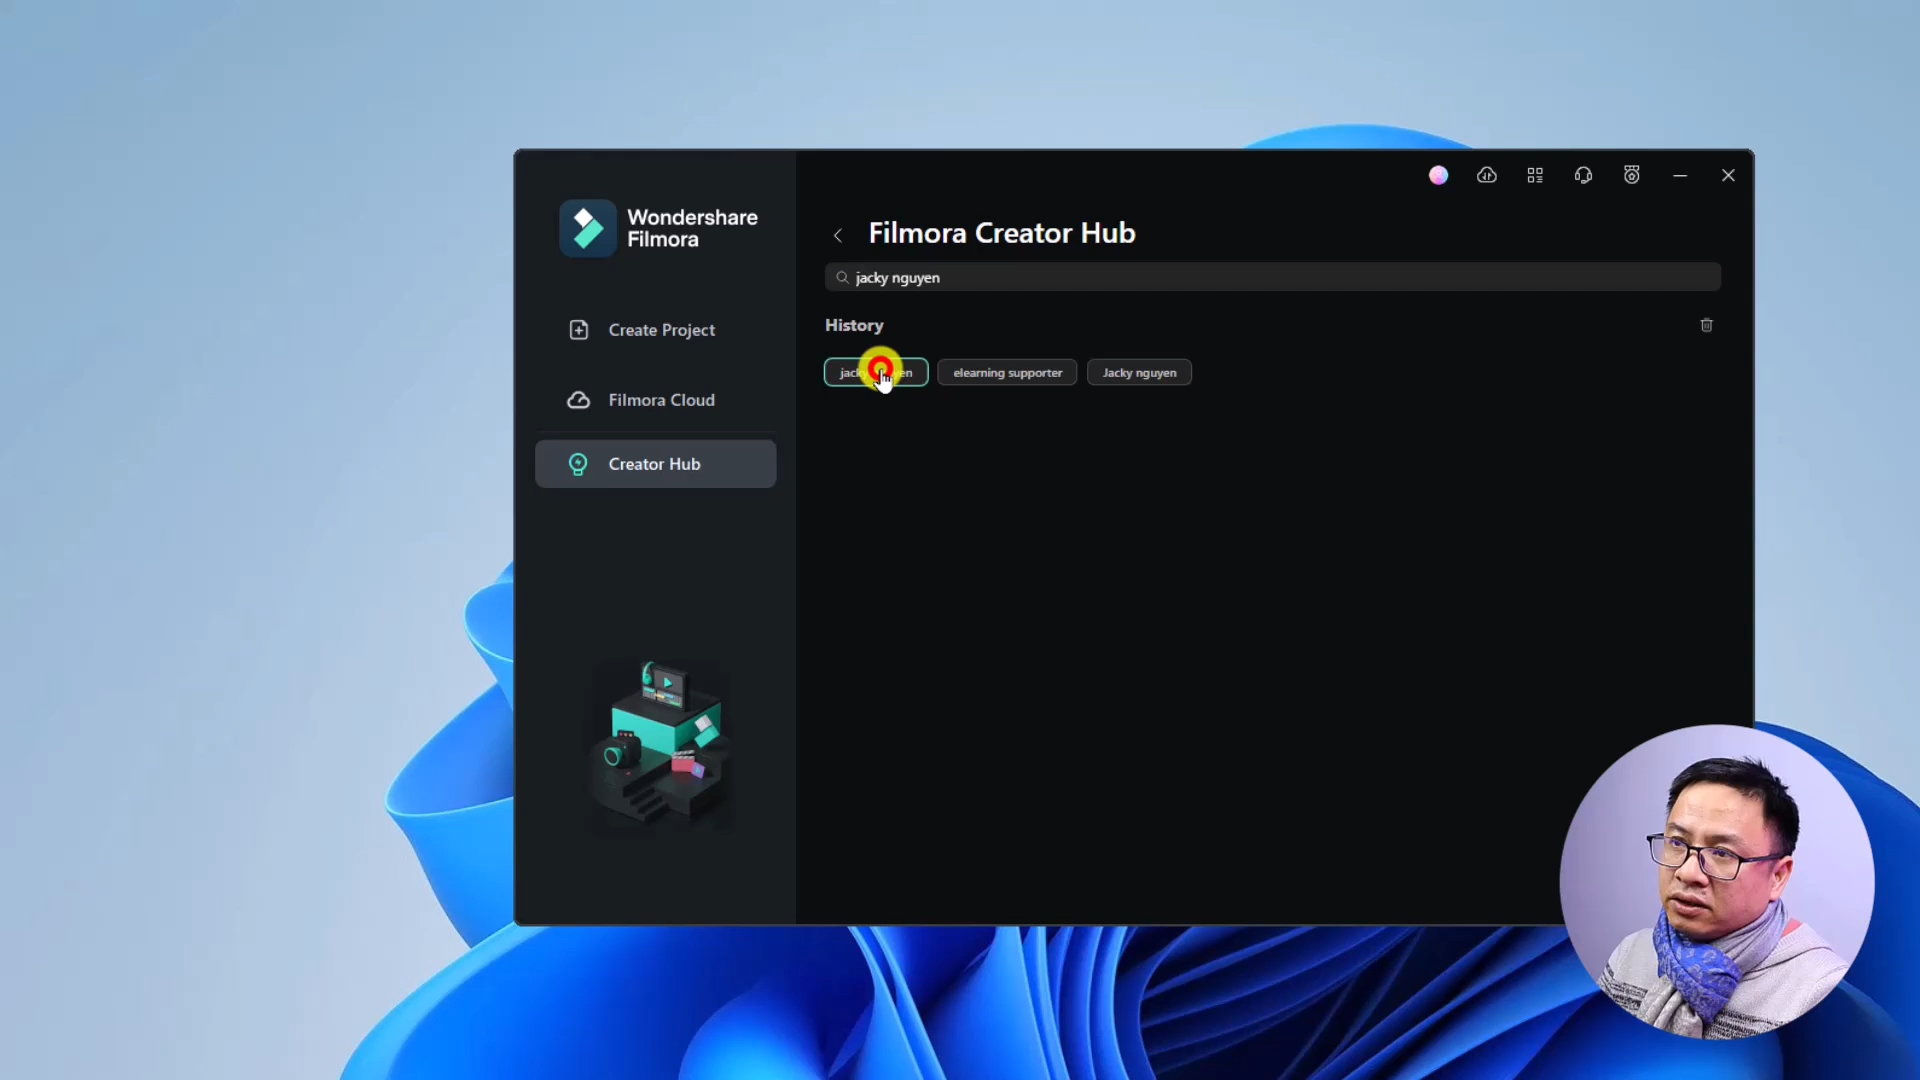 Wondershare
Filmora
Create Project
Filmora Cloud
Creator Hub
Filmora Creator Hub
jacky nguyen
History
elearning supporter
Jacky nguyen